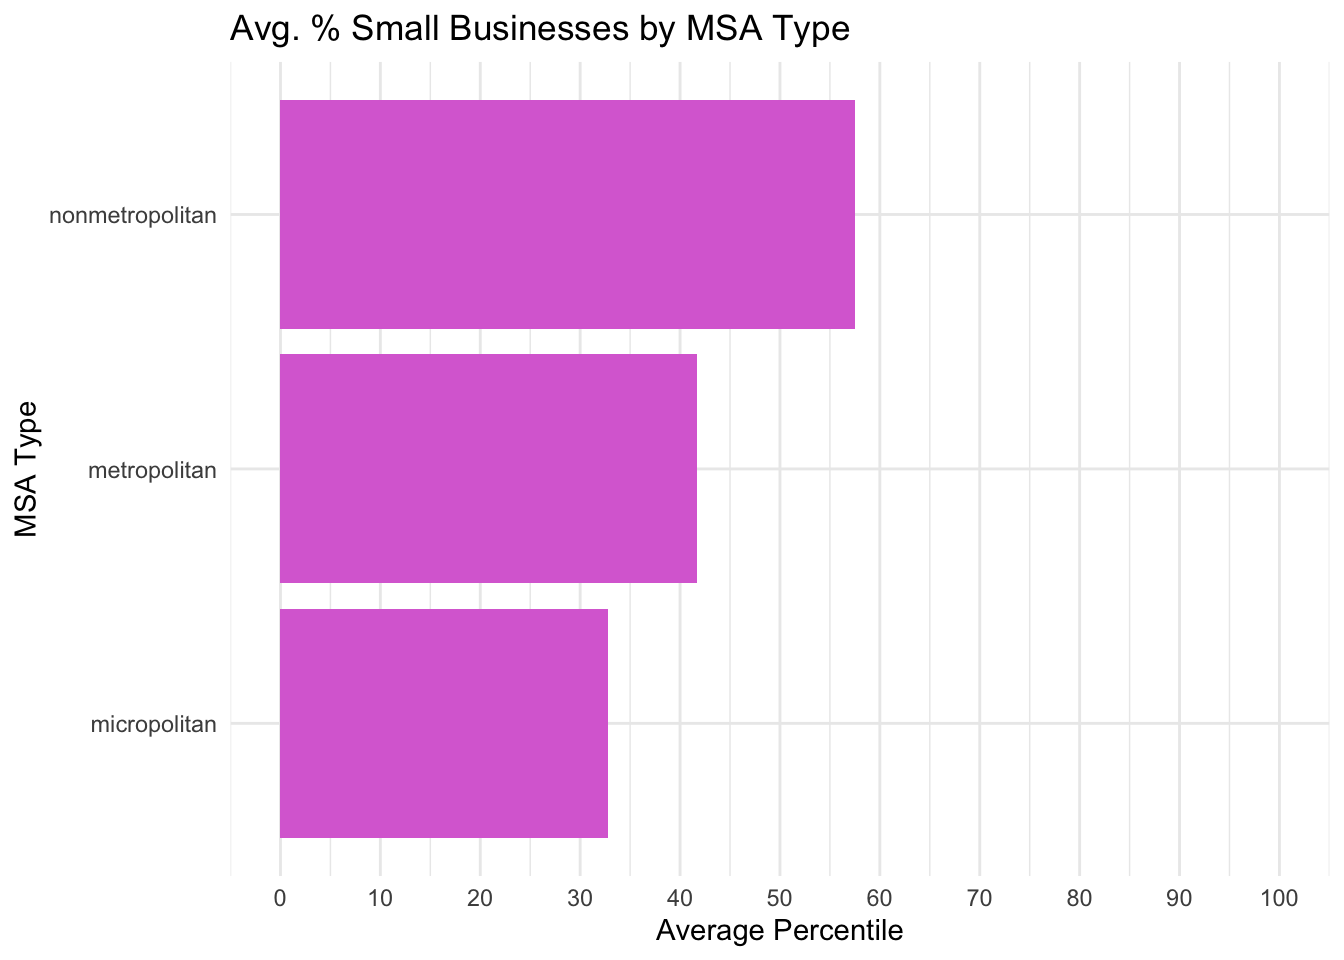 Avg. % Small Businesses by MSA Type
MSA Type
nonmetropolitan
metropolitan
micropolitan
0 10 20 30 40 50 60 70 80 90 100
Average Percentile